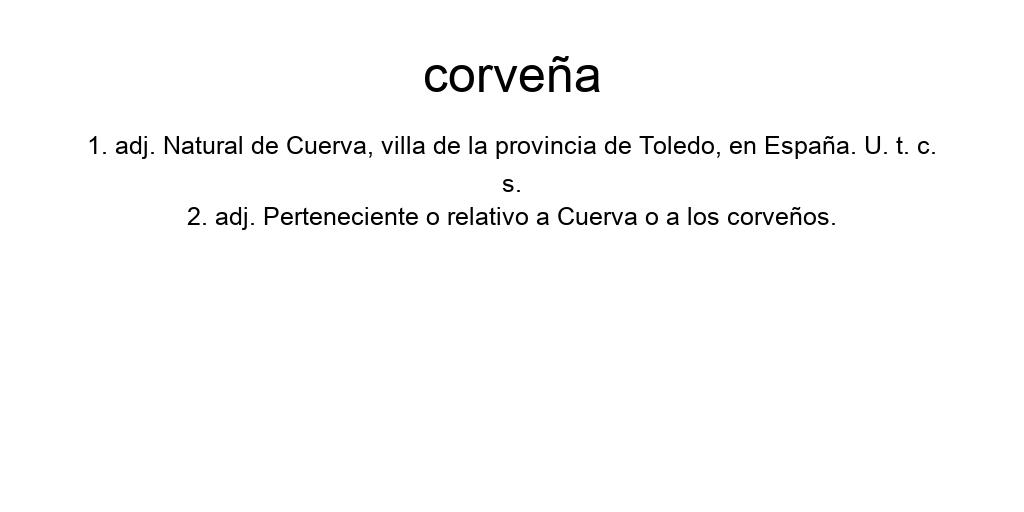 corveña
1. adj. Natural de Cuerva, villa de la provincia de Toledo, en España. U. t. c.
s.
2. adj. Perteneciente o relativo a Cuerva o a los corveños.